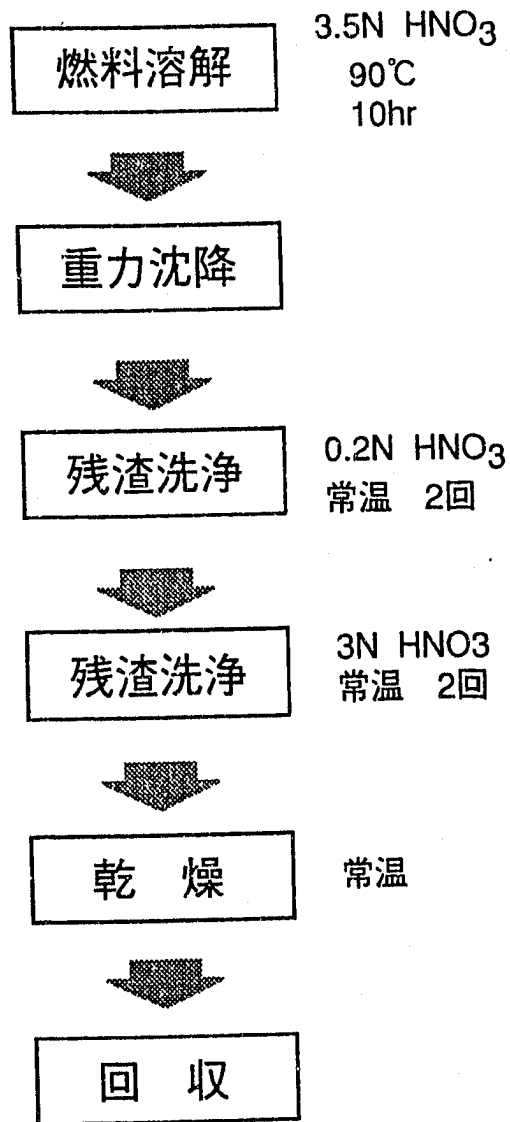 燃料溶解
3.5N HNO3
90℃
10hr
重力沈降
残渣洗浄
0.2N HNO3
常温 2回
残渣洗浄
3N HNO3
常温 2回
乾 燥
常温
回 収